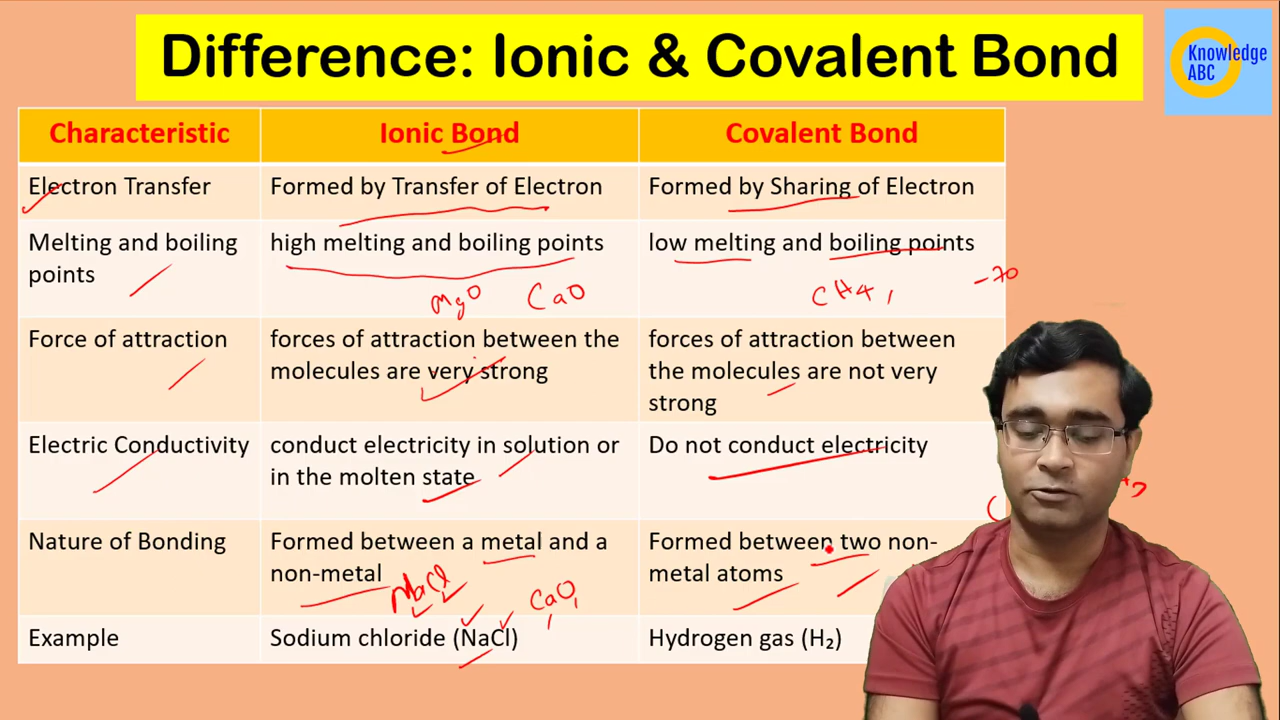 Difference: Ionic & Covalent Bond
Knowledge
ABC
Characteristic
Ionic Bond
Covalent Bond
Electron Transfer
Formed by Transfer of Electron
Formed by Sharing of Electron
Melting and boiling
points
high melting and boiling points
MgO CaO
low melting and boiling points
CH4,
-70
Force of attraction
forces of attraction between the
molecules are very strong
forces of attraction between
the molecules are not very
strong
Electric Conductivity
conduct electricity in solution or
in the molten state
Do not conduct electricity
Nature of Bonding
Formed between a metal and a
non-metal
NaCl
CaO,
Formed between two non-
metal atoms
Example
Sodium chloride (NaCl)
Hydrogen gas (H₂)